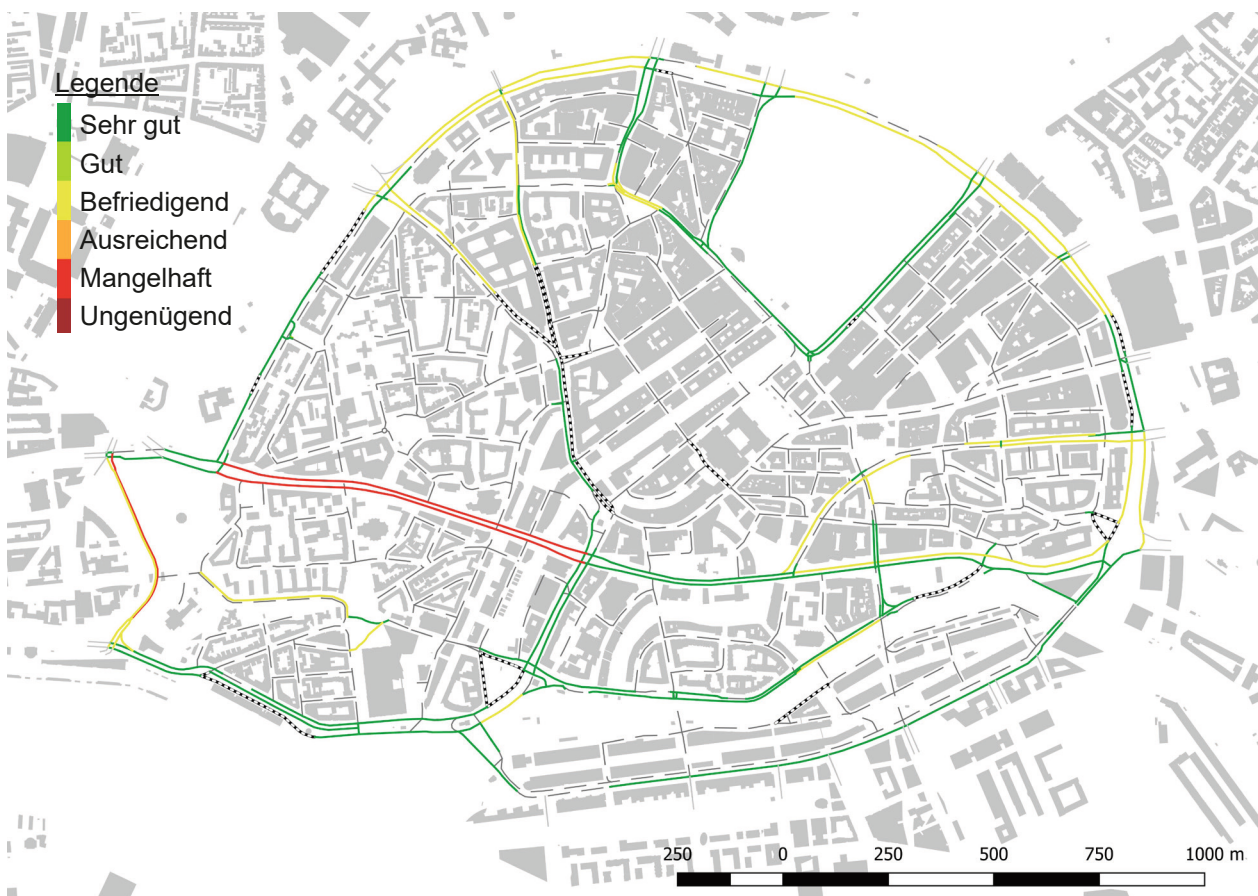 Legende
Sehr gut
Gut
Befriedigend
Ausreichend
Mangelhaft
Ungenügend
250 0 250 500 750 1000 m